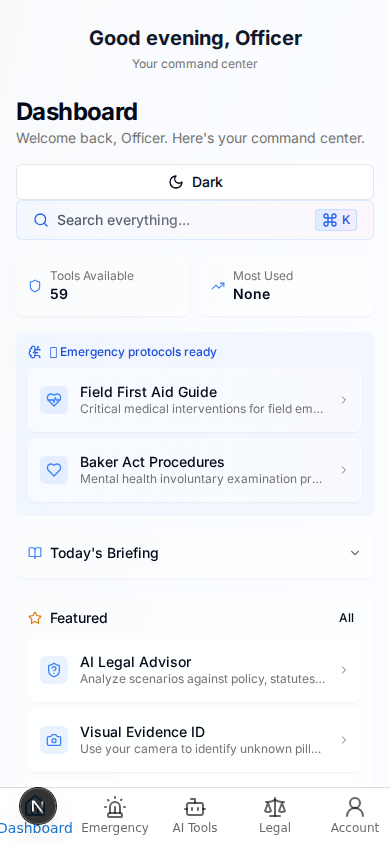 Good evening, Officer
Your command center
Dashboard
Welcome back, Officer. Here's your command center.
Dark
Search everything...
⌘ K
Tools Available
59
Most Used
None
Emergency protocols ready
Field First Aid Guide
Critical medical interventions for field em...
Baker Act Procedures
Mental health involuntary examination pr...
Today's Briefing
Featured
All
AI Legal Advisor
Analyze scenarios against policy, statutes...
Visual Evidence ID
Use your camera to identify unknown pill...
N
Dashboard
Emergency
AI Tools
Legal
Account